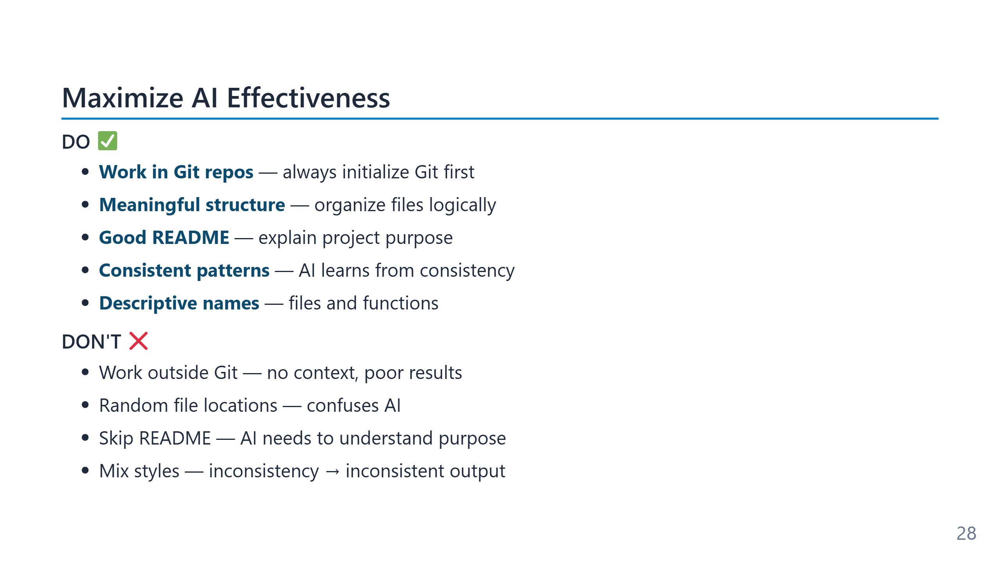 Maximize AI Effectiveness
DO ✅
• Work in Git repos — always initialize Git first
• Meaningful structure — organize files logically
• Good README — explain project purpose
• Consistent patterns — AI learns from consistency
• Descriptive names — files and functions
DON'T ❌
• Work outside Git — no context, poor results
• Random file locations — confuses AI
• Skip README — AI needs to understand purpose
• Mix styles — inconsistency → inconsistent output
28